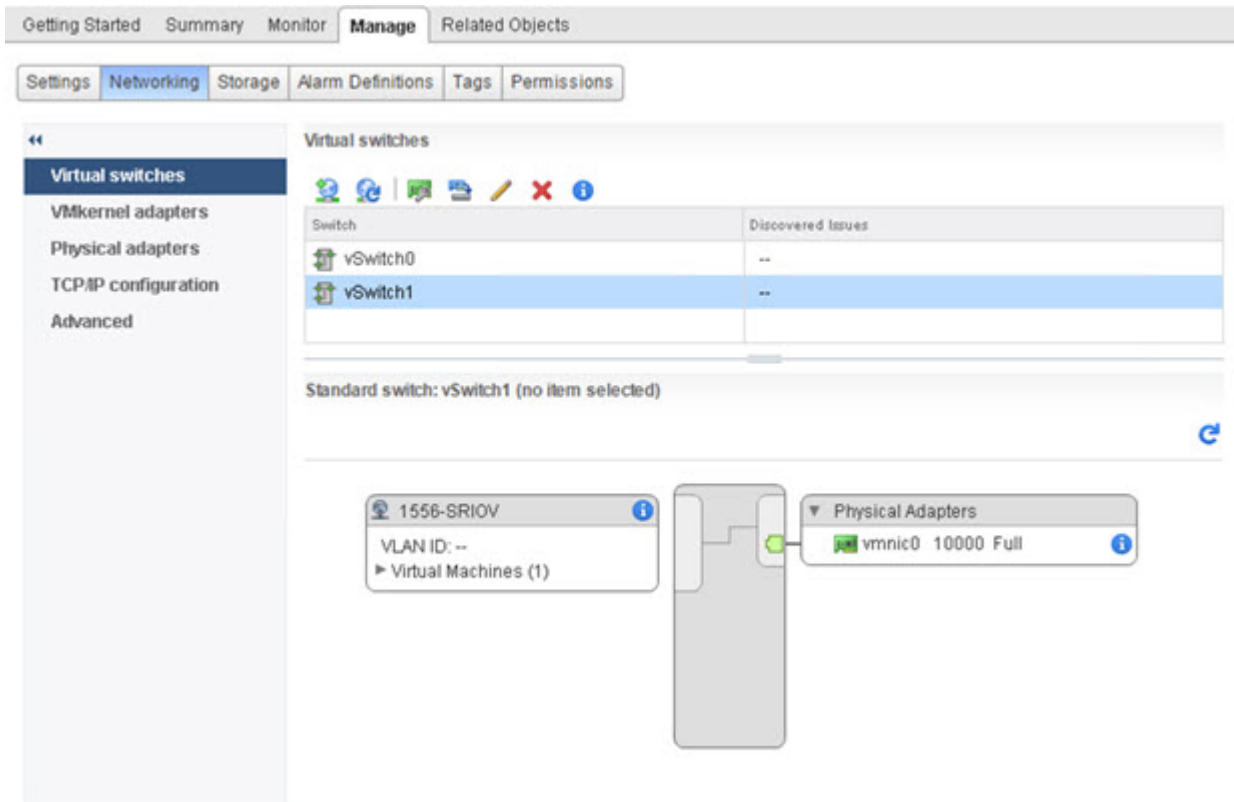 Getting Started Summary Monitor Manage Related Objects
Settings Networking Storage Alarm Definitions Tags Permissions
Virtual switches
VMkernel adapters
Physical adapters
TCP/IP configuration
Advanced
Virtual switches
Switch Discovered Issues
vSwitch0 --
vSwitch1 --
Standard switch: vSwitch1 (no item selected)
1556-SRIOV
VLAN ID: --
Virtual Machines (1)
Physical Adapters
vmnic0 10000 Full